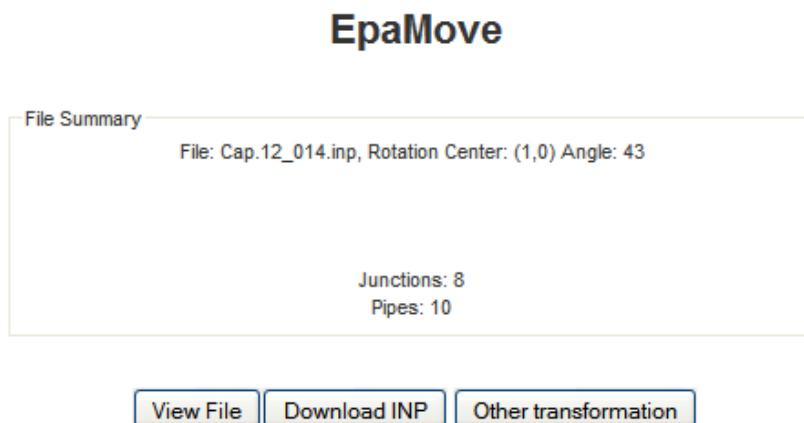 EpaMove
File Summary
File: Cap.12_014.inp, Rotation Center: (1,0) Angle: 43
Junctions: 8
Pipes: 10
View File Download INP Other transformation